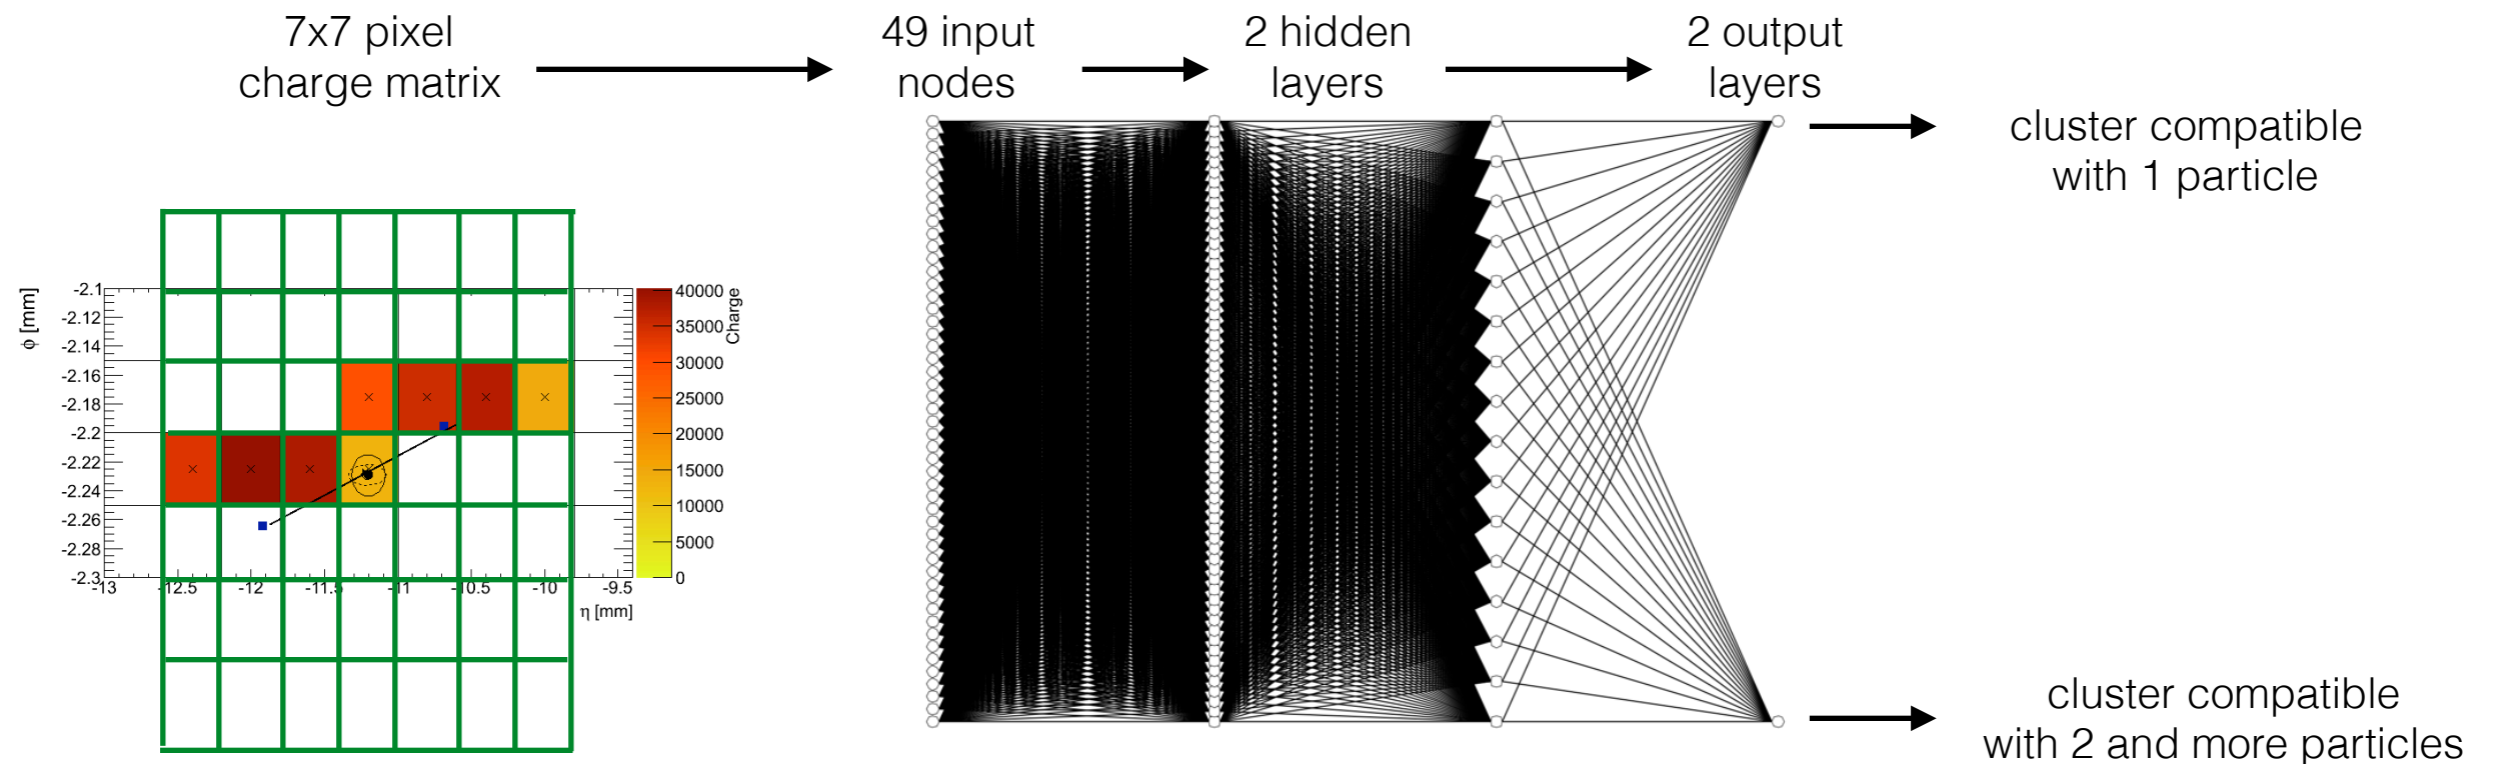 7x7 pixel
charge matrix
49 input
nodes
2 hidden
layers
2 output
layers
cluster compatible
with 1 particle
cluster compatible
with 2 and more particles
ϕ [mm]
-2.1
-2.12
-2.14
-2.16
-2.18
-2.2
-2.22
-2.24
-2.26
-2.28
-2.3
-13
-12.5
-12
-11.5
-11
-10.5
-10
-9.5
η [mm]
40000
35000
30000
25000
20000
15000
10000
5000
0
Charge